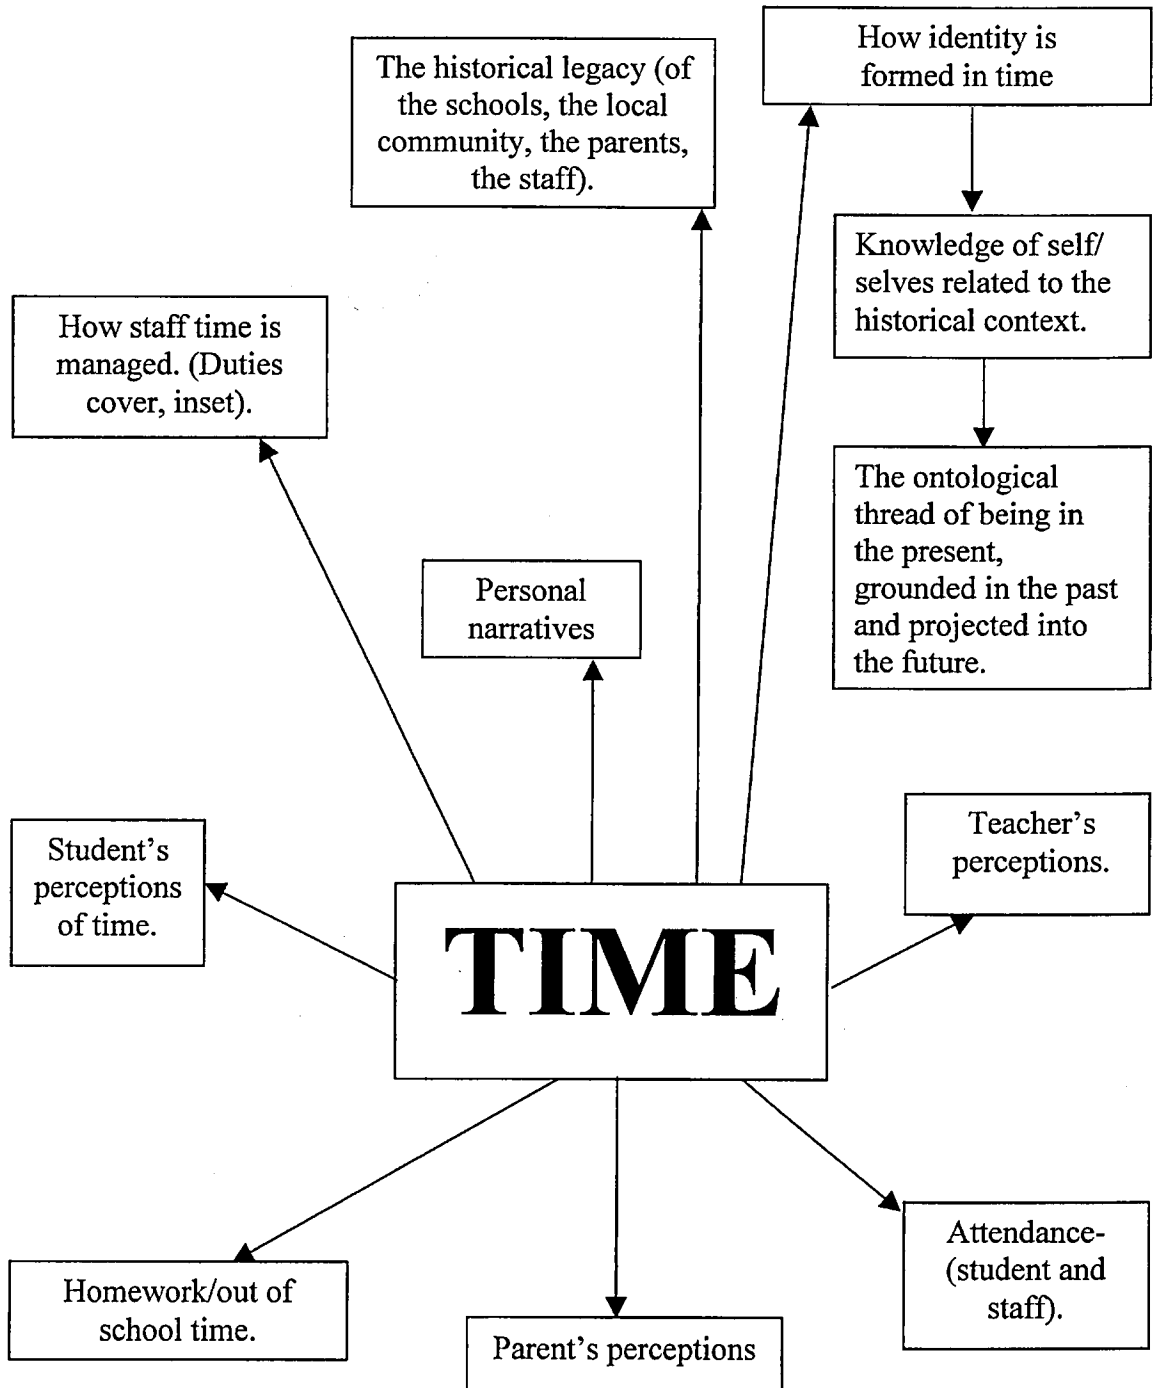 How identity is
formed in time
The historical legacy (of
the schools, the local
community, the parents,
the staff).
Knowledge of self/
selves related to the
historical context.
How staff time is
managed. (Duties
cover, inset).
The ontological
thread of being in
the present,
grounded in the past
and projected into
the future.
Personal
narratives
Teacher's
perceptions.
Student's
perceptions
of time.
TIME
Attendance-
(student and
staff).
Homework/out of
school time.
Parent's perceptions